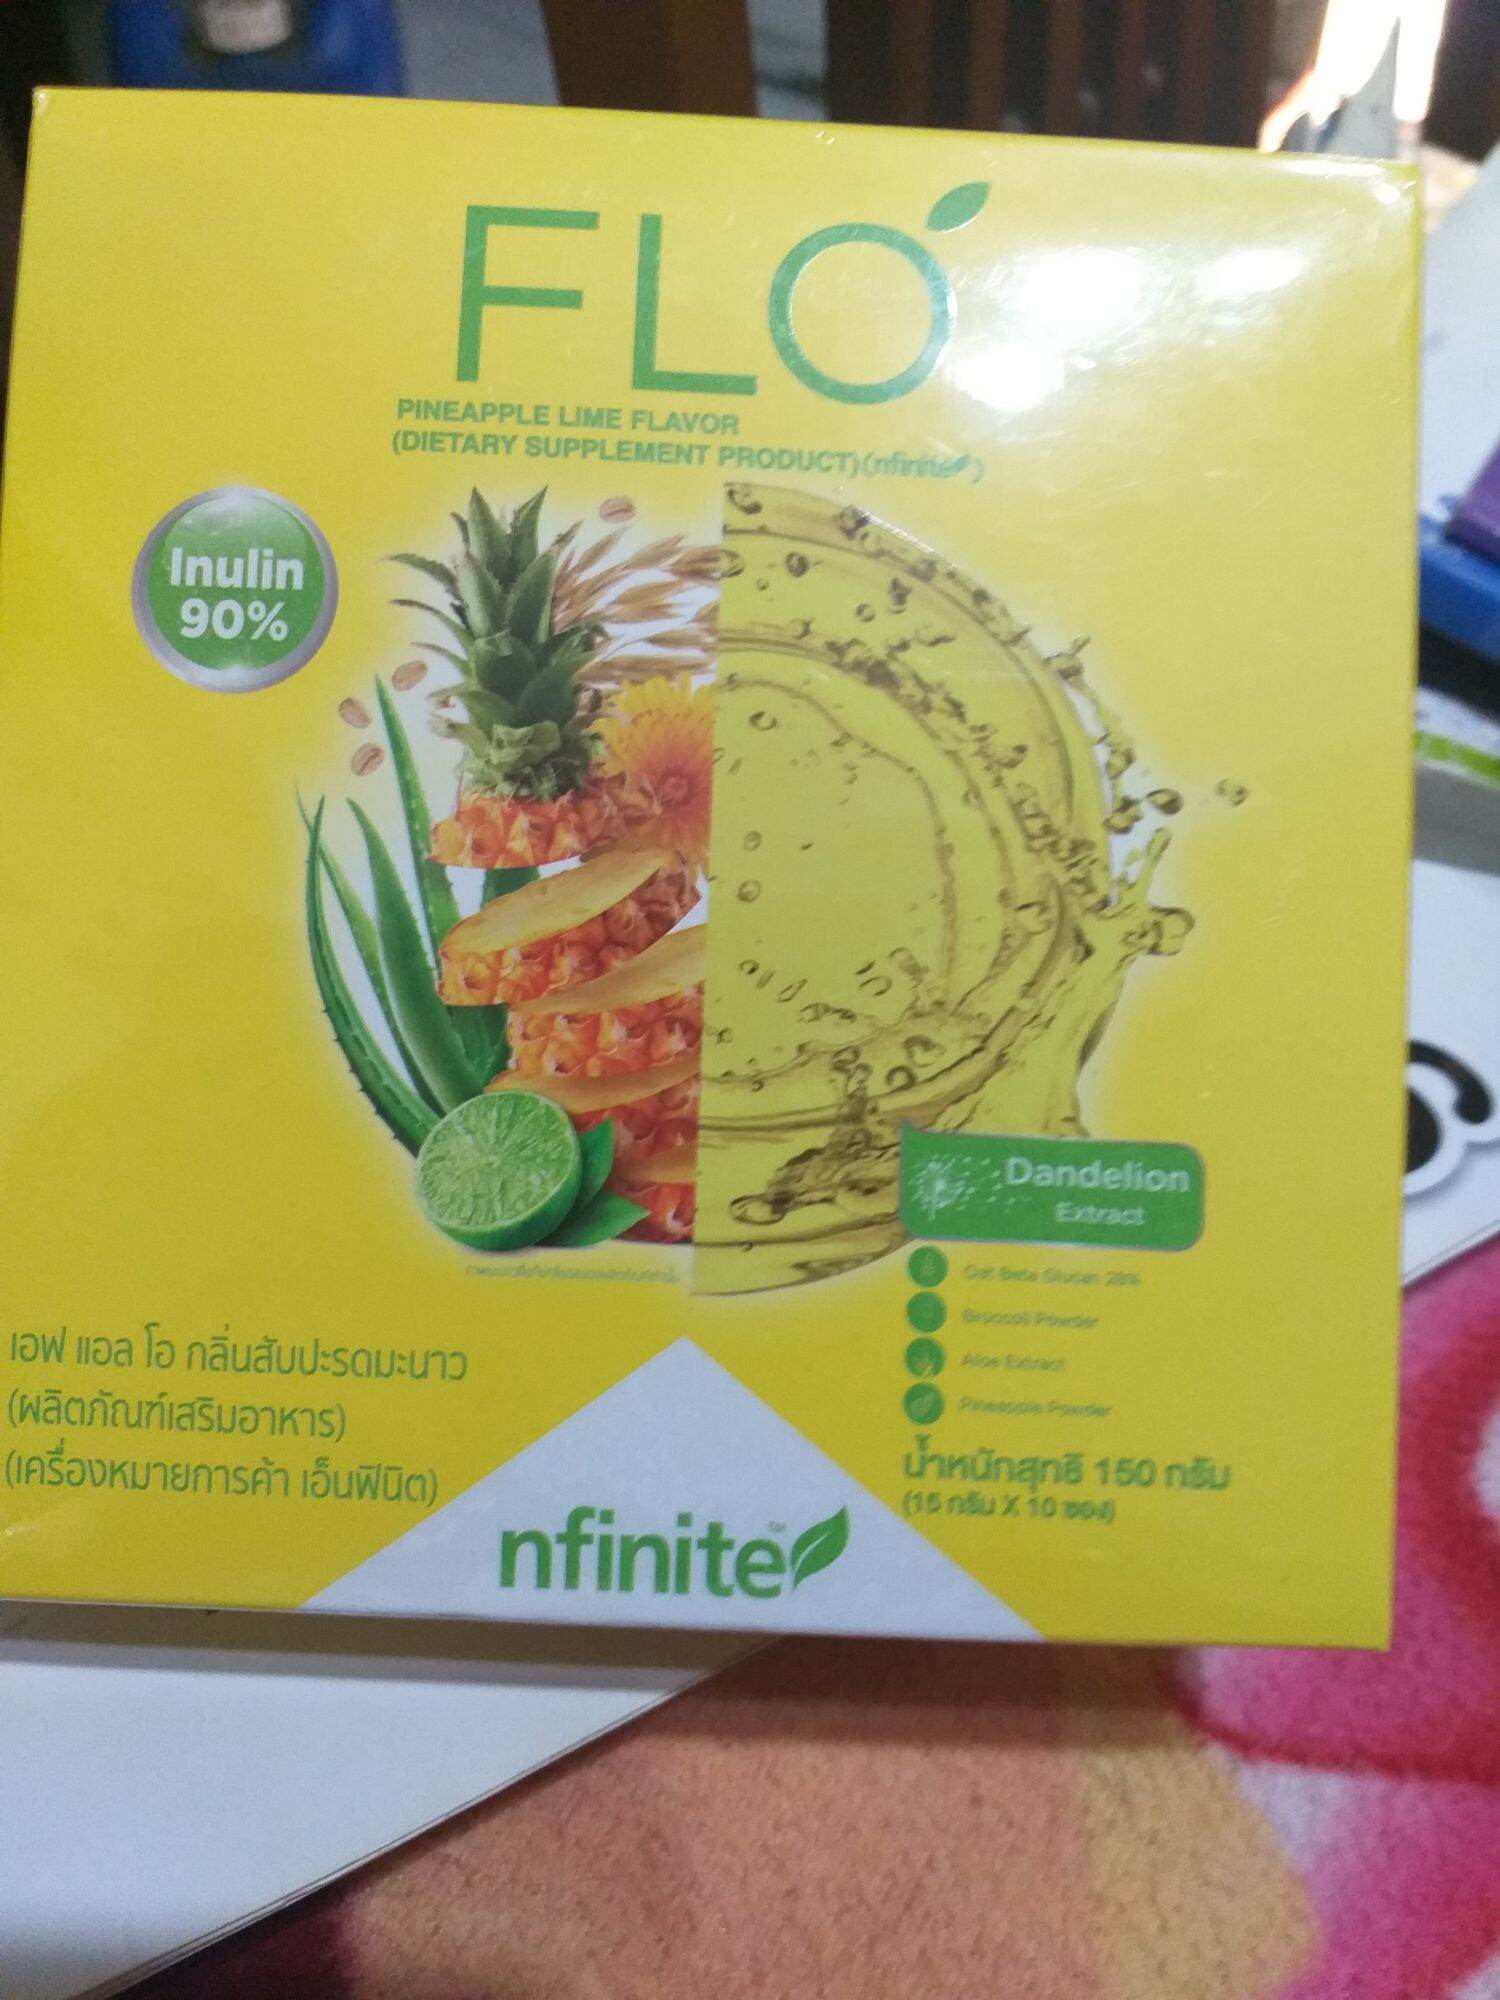 FLO
PINEAPPLE LIME FLAVOR
(DIETARY SUPPLEMENT PRODUCT)(nfinite)
Inulin
90%
Dandelion
Extract
Oat Beta Glucan 28%
Broccoli Powder
Aloe Extract
Pineapple Powder
เอฟ แอล โอ กลิ่นสับปะรดมะนาว
(ผลิตภัณฑ์เสริมอาหาร)
(เครื่องหมายการค้า เอ็นฟินิต)
น้ำหนักสุทธิ 150 กรัม
(15 กรัม X 10 ซอง)
nfinite™